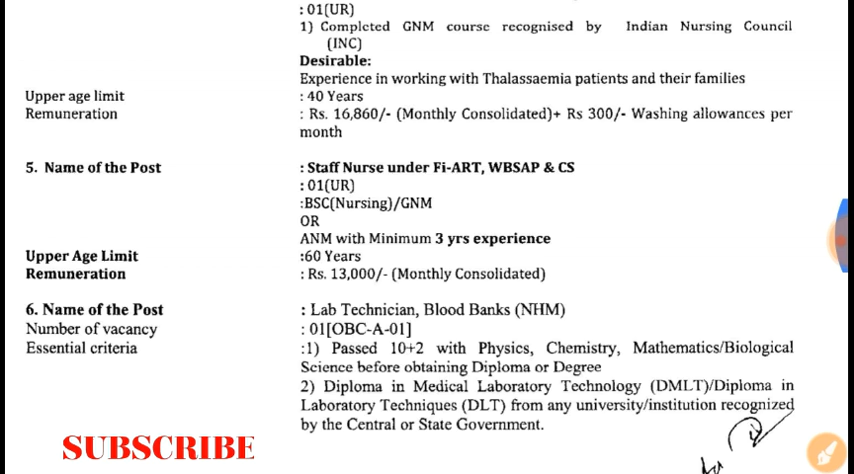 : 01(UR)
1) Completed GNM course recognised by Indian Nursing Council
(INC)
Desirable:
Experience in working with Thalassaemia patients and their families
Upper age limit : 40 Years
Remuneration : Rs. 16,860/- (Monthly Consolidated)+ Rs 300/- Washing allowances per
month
5. Name of the Post : Staff Nurse under Fi-ART, WBSAP & CS
: 01(UR)
:BSC(Nursing)/GNM
OR
ANM with Minimum 3 yrs experience
Upper Age Limit :60 Years
Remuneration : Rs. 13,000/- (Monthly Consolidated)
6. Name of the Post : Lab Technician, Blood Banks (NHM)
Number of vacancy : 01[OBC-A-01]
Essential criteria :1) Passed 10+2 with Physics, Chemistry, Mathematics/Biological
Science before obtaining Diploma or Degree
2) Diploma in Medical Laboratory Technology (DMLT)/Diploma in
Laboratory Techniques (DLT) from any university/institution recognized
by the Central or State Government.
SUBSCRIBE